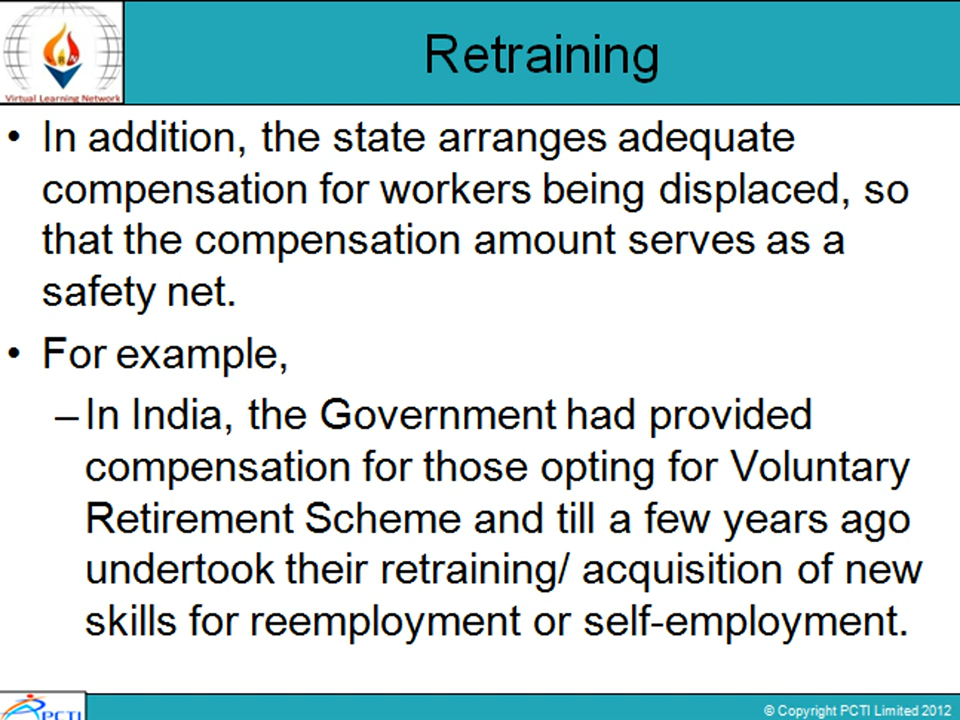 Retraining
Virtual Learning Network
• In addition, the state arranges adequate
compensation for workers being displaced, so
that the compensation amount serves as a
safety net.
• For example,
– In India, the Government had provided
compensation for those opting for Voluntary
Retirement Scheme and till a few years ago
undertook their retraining/ acquisition of new
skills for reemployment or self-employment.
PCTI
© Copyright PCTI Limited 2012